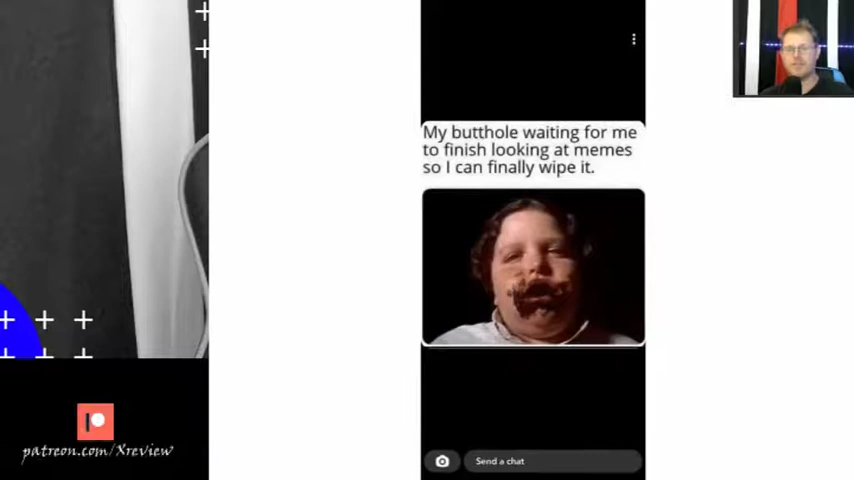 My butthole waiting for me
to finish looking at memes
so I can finally wipe it.
Send a chat
patreon.com/Xreview